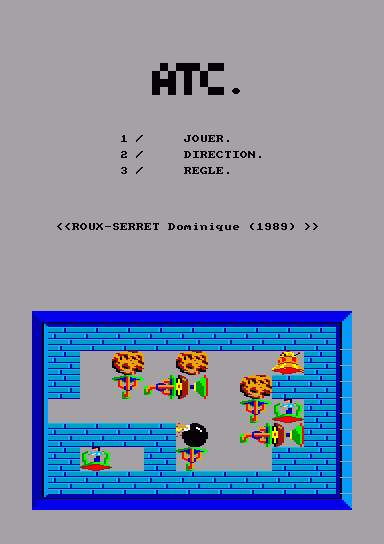 ATC.
1 / JOUER.
2 / DIRECTION.
3 / REGLE.
<<ROUX-SERRET Dominique (1989) >>